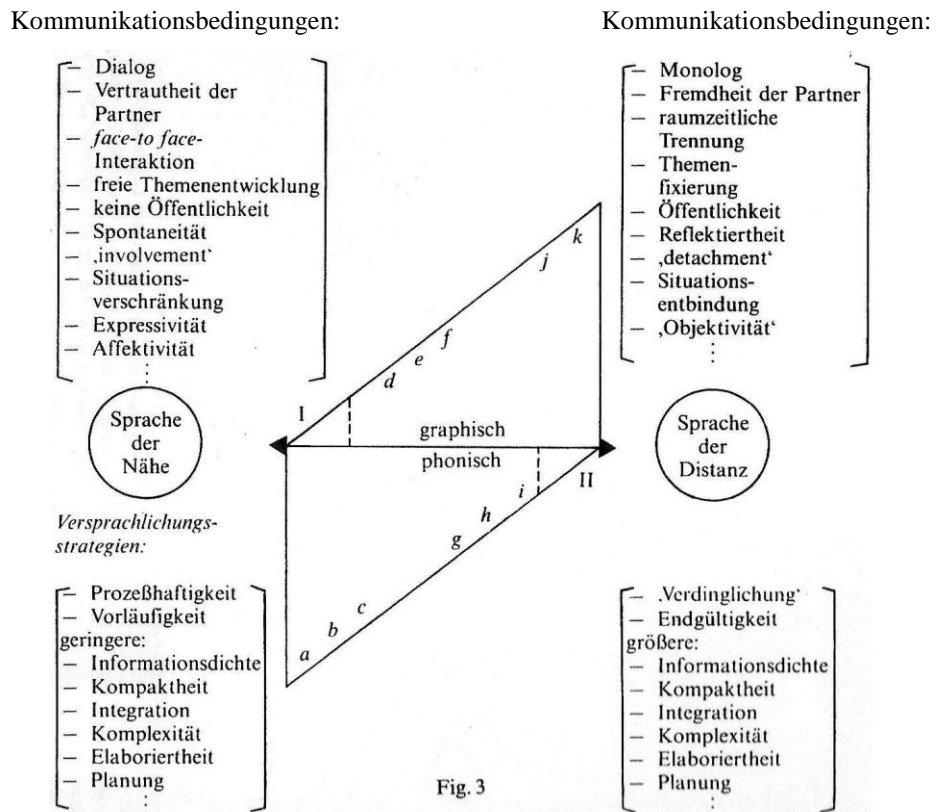 Kommunikationsbedingungen:
– Dialog
– Vertrautheit der
Partner
– face-to face-
Interaktion
– freie Themenentwicklung
– keine Öffentlichkeit
– Spontaneität
– ‚involvement‘
– Situations-
verschränkung
– Expressivität
– Affektivität
⋮
Kommunikationsbedingungen:
– Monolog
– Fremdheit der Partner
– raumzeitliche
Trennung
– Themen-
fixierung
– Öffentlichkeit
– Reflektiertheit
– ‚detachment‘
– Situations-
entbindung
– ‚Objektivität‘
⋮
k
j
f
e
d
I
Sprache
der
Nähe
graphisch
phonisch
Sprache
der
Distanz
II
i
h
g
c
b
a
Versprachlichungs-
strategien:
– Prozeßhaftigkeit
– Vorläufigkeit
geringere:
– Informationsdichte
– Kompaktheit
– Integration
– Komplexität
– Elaboriertheit
– Planung
⋮
– ‚Verdinglichung‘
– Endgültigkeit
größere:
– Informationsdichte
– Kompaktheit
– Integration
– Komplexität
– Elaboriertheit
– Planung
⋮
Fig. 3